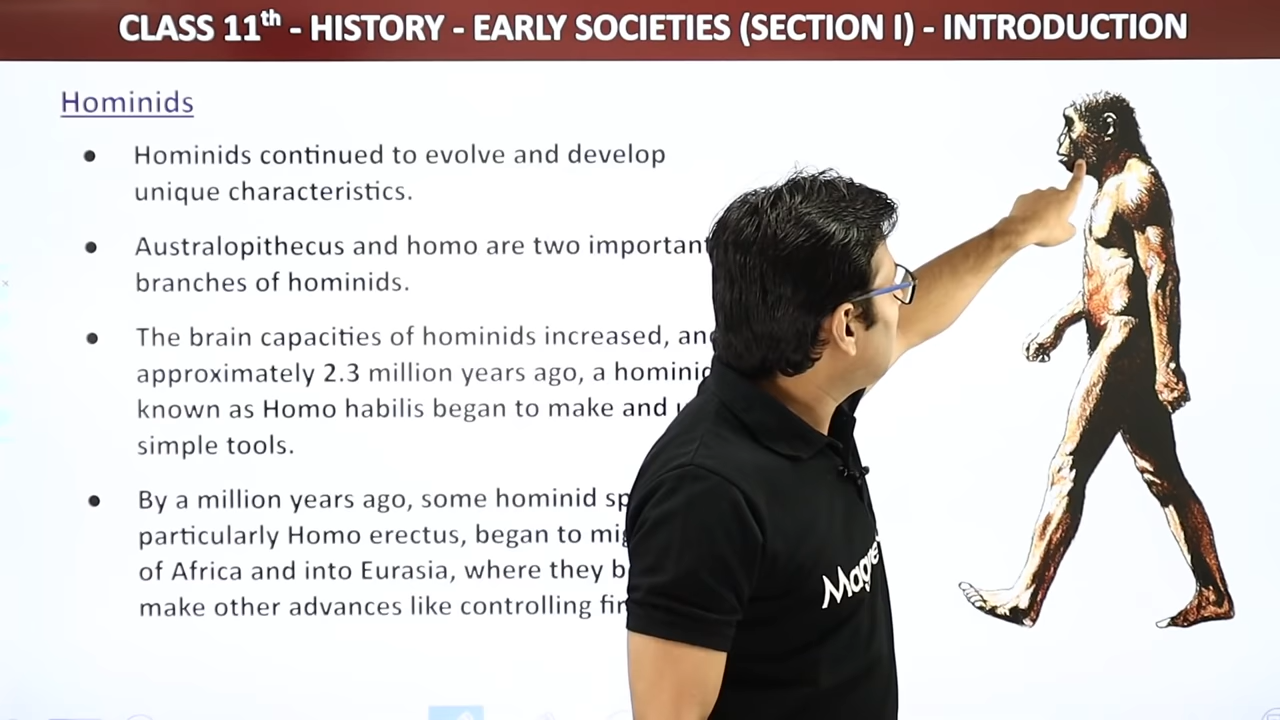 CLASS 11th - HISTORY - EARLY SOCIETIES (SECTION I) - INTRODUCTION
Hominids
• Hominids continued to evolve and develop
unique characteristics.
• Australopithecus and homo are two important
branches of hominids.
• The brain capacities of hominids increased, and
approximately 2.3 million years ago, a hominid
known as Homo habilis began to make and
simple tools.
• By a million years ago, some hominid
particularly Homo erectus, began to
of Africa and into Eurasia, where they
make other advances like controlling